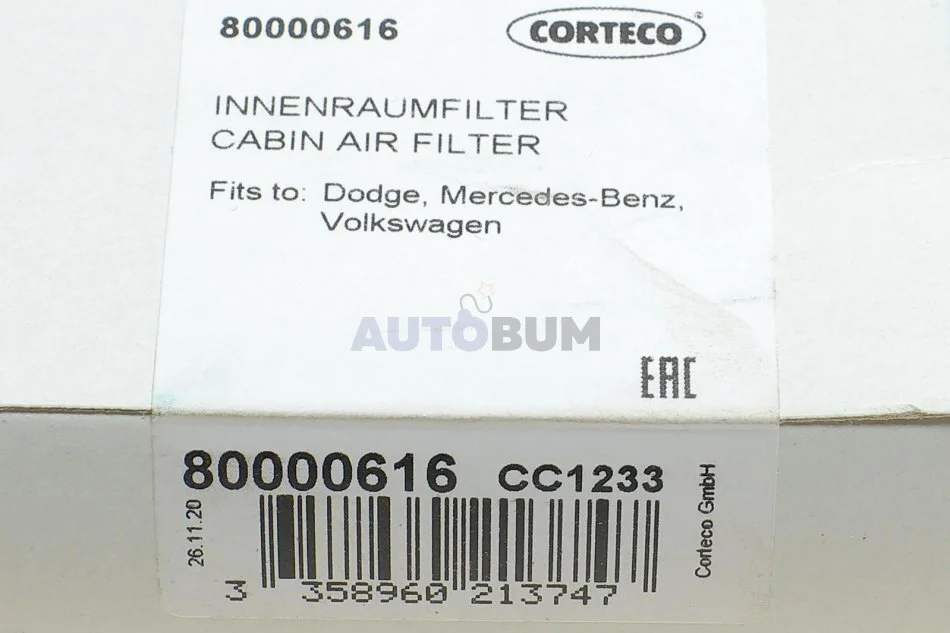 80000616 CORTECO®
INNENRAUMFILTER
CABIN AIR FILTER
Fits to: Dodge, Mercedes-Benz,
Volkswagen
AUTOBUM
EAC
80000616 CC1233
26.11.20
Corteco GmbH
3 358960 213747